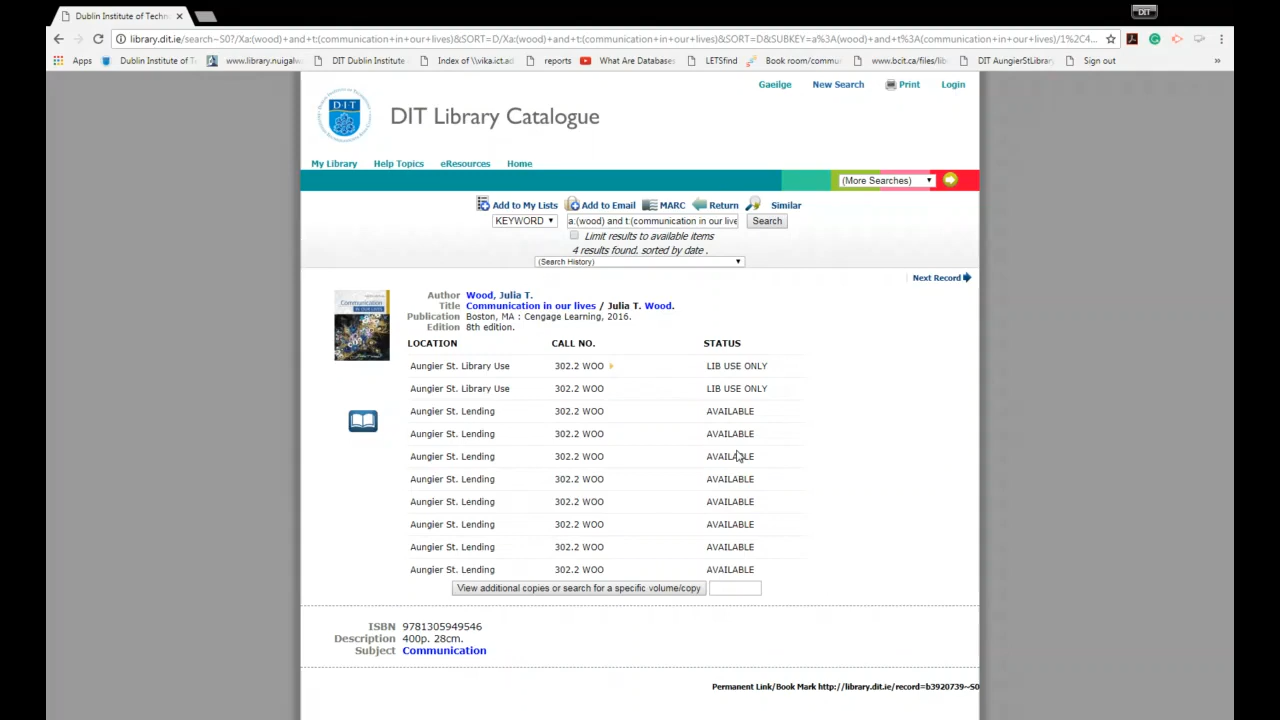 Dublin Institute of Techn
DIT
library.dit.ie/search~S0?/Xa:(wood)+and+t:(communication+in+our+lives)&SORT=D/Xa:(wood)+and+t:(communication+in+our+lives)&SORT=D&SUBKEY=a%3A(wood)+and+t%3A(communication+in+our+lives)/1%2C4...
Apps Dublin Institute of T www.library.nuigalw DIT Dublin Institute Index of \\vika.ict.ad reports What Are Databases LETSfind Book room/commu www.bcit.ca/files/lib DIT AungierStLibrary Sign out »
Gaeilge New Search Print Login
DIT
DIT Library Catalogue
My Library Help Topics eResources Home
(More Searches)
Add to My Lists Add to Email MARC Return Similar
KEYWORD a:(wood) and t:(communication in our live Search
Limit results to available items
4 results found. sorted by date .
(Search History)
Next Record
Communication
Author Wood, Julia T.
Title Communication in our lives / Julia T. Wood.
Publication Boston, MA : Cengage Learning, 2016.
Edition 8th edition.
LOCATION CALL NO. STATUS
Aungier St. Library Use 302.2 WOO LIB USE ONLY
Aungier St. Library Use 302.2 WOO LIB USE ONLY
Aungier St. Lending 302.2 WOO AVAILABLE
Aungier St. Lending 302.2 WOO AVAILABLE
Aungier St. Lending 302.2 WOO AVAILABLE
Aungier St. Lending 302.2 WOO AVAILABLE
Aungier St. Lending 302.2 WOO AVAILABLE
Aungier St. Lending 302.2 WOO AVAILABLE
Aungier St. Lending 302.2 WOO AVAILABLE
Aungier St. Lending 302.2 WOO AVAILABLE
View additional copies or search for a specific volume/copy
ISBN 9781305949546
Description 400p. 28cm.
Subject Communication
Permanent Link/Book Mark http://library.dit.ie/record=b3920739~S0